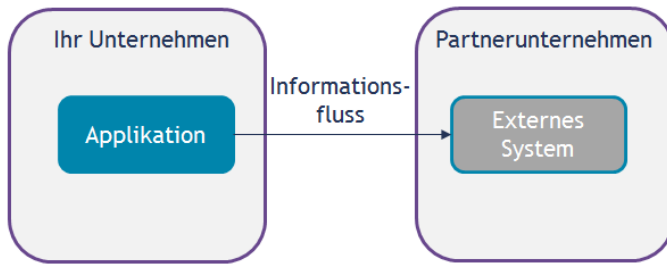 Ihr Unternehmen
Partnerunternehmen
Informations-
fluss
Applikation
Externes
System